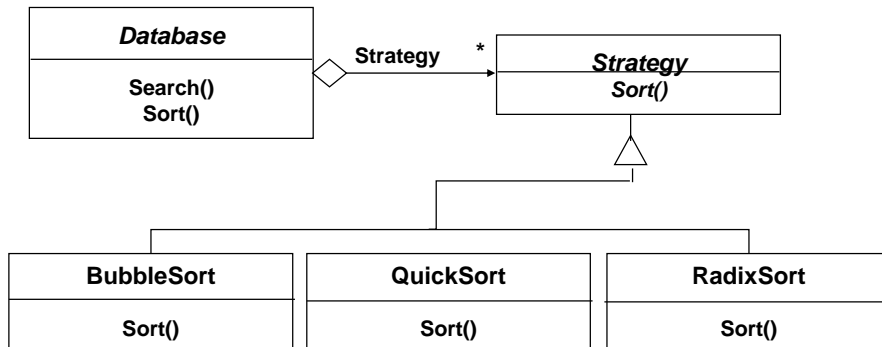 Database
Search()
Sort()
Strategy
*
Strategy
Sort()
BubbleSort
Sort()
QuickSort
Sort()
RadixSort
Sort()